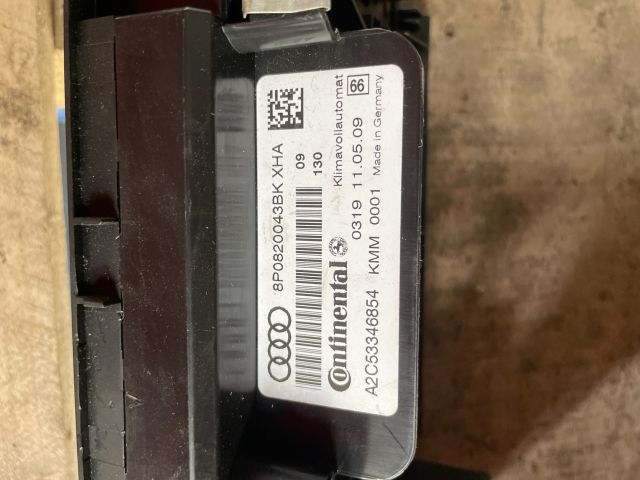 8P0820043BK XHA
09
130
Continental
Klimavollautomat
0319 11.05.09
66
A2C53346854 KMM 0001 Made in Germany